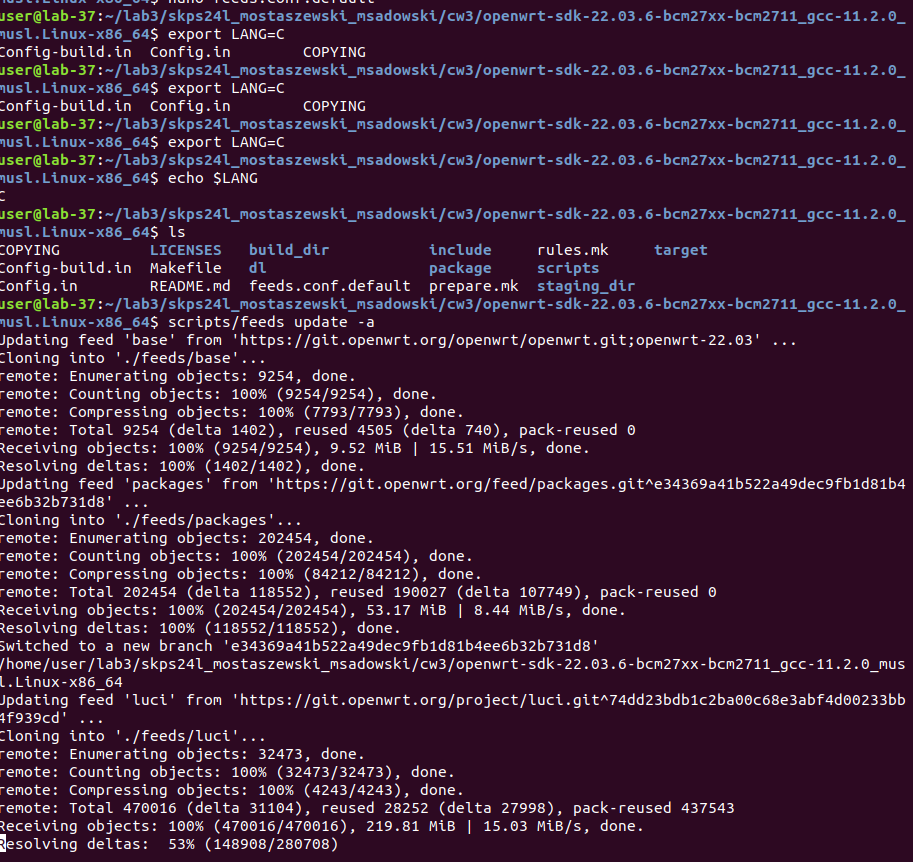 user@lab-37:~/lab3/skps24l_mostaszewski_msadowski/cw3/openwrt-sdk-22.03.6-bcm27xx-bcm2711_gcc-11.2.0_
musl.Linux-x86_64$ export LANG=C
Config-build.in  Config.in        COPYING
user@lab-37:~/lab3/skps24l_mostaszewski_msadowski/cw3/openwrt-sdk-22.03.6-bcm27xx-bcm2711_gcc-11.2.0_
musl.Linux-x86_64$ export LANG=C
Config-build.in  Config.in        COPYING
user@lab-37:~/lab3/skps24l_mostaszewski_msadowski/cw3/openwrt-sdk-22.03.6-bcm27xx-bcm2711_gcc-11.2.0_
musl.Linux-x86_64$ export LANG=C
user@lab-37:~/lab3/skps24l_mostaszewski_msadowski/cw3/openwrt-sdk-22.03.6-bcm27xx-bcm2711_gcc-11.2.0_
musl.Linux-x86_64$ echo $LANG
C
user@lab-37:~/lab3/skps24l_mostaszewski_msadowski/cw3/openwrt-sdk-22.03.6-bcm27xx-bcm2711_gcc-11.2.0_
musl.Linux-x86_64$ ls
COPYING          LICENSES   build_dir           include     rules.mk     target
Config-build.in  Makefile   dl                  package     scripts
Config.in        README.md  feeds.conf.default  prepare.mk  staging_dir
user@lab-37:~/lab3/skps24l_mostaszewski_msadowski/cw3/openwrt-sdk-22.03.6-bcm27xx-bcm2711_gcc-11.2.0_
musl.Linux-x86_64$ scripts/feeds update -a
Updating feed 'base' from 'https://git.openwrt.org/openwrt/openwrt.git;openwrt-22.03' ...
Cloning into './feeds/base'...
remote: Enumerating objects: 9254, done.
remote: Counting objects: 100% (9254/9254), done.
remote: Compressing objects: 100% (7793/7793), done.
remote: Total 9254 (delta 1402), reused 4505 (delta 740), pack-reused 0
Receiving objects: 100% (9254/9254), 9.52 MiB | 15.51 MiB/s, done.
Resolving deltas: 100% (1402/1402), done.
Updating feed 'packages' from 'https://git.openwrt.org/feed/packages.git^e34369a41b522a49dec9fb1d81b4
ee6b32b731d8' ...
Cloning into './feeds/packages'...
remote: Enumerating objects: 202454, done.
remote: Counting objects: 100% (202454/202454), done.
remote: Compressing objects: 100% (84212/84212), done.
remote: Total 202454 (delta 118552), reused 190027 (delta 107749), pack-reused 0
Receiving objects: 100% (202454/202454), 53.17 MiB | 8.44 MiB/s, done.
Resolving deltas: 100% (118552/118552), done.
Switched to a new branch 'e34369a41b522a49dec9fb1d81b4ee6b32b731d8'
/home/user/lab3/skps24l_mostaszewski_msadowski/cw3/openwrt-sdk-22.03.6-bcm27xx-bcm2711_gcc-11.2.0_mus
l.Linux-x86_64
Updating feed 'luci' from 'https://git.openwrt.org/project/luci.git^74dd23bdb1c2ba00c68e3abf4d00233bb
4f939cd' ...
Cloning into './feeds/luci'...
remote: Enumerating objects: 32473, done.
remote: Counting objects: 100% (32473/32473), done.
remote: Compressing objects: 100% (4243/4243), done.
remote: Total 470016 (delta 31104), reused 28252 (delta 27998), pack-reused 437543
Receiving objects: 100% (470016/470016), 219.81 MiB | 15.03 MiB/s, done.
Resolving deltas:  53% (148908/280708)